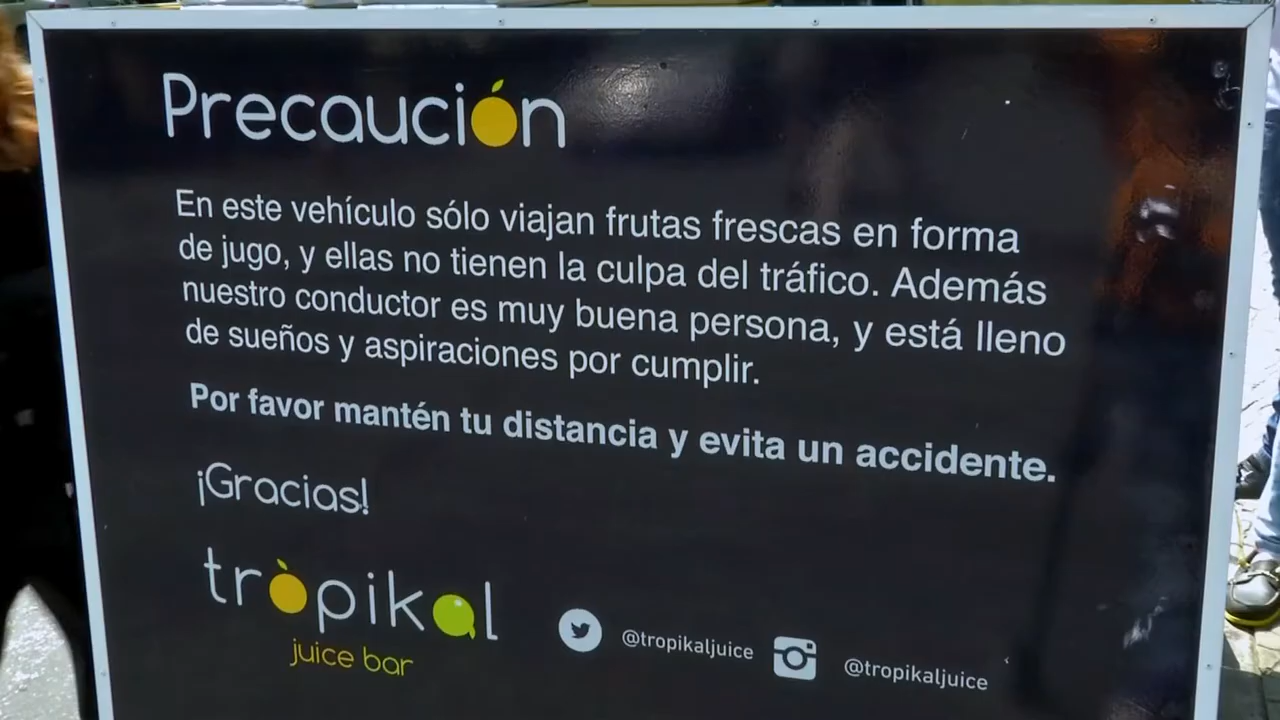 Precaución
En este vehículo sólo viajan frutas frescas en forma
de jugo, y ellas no tienen la culpa del tráfico. Además
nuestro conductor es muy buena persona, y está lleno
de sueños y aspiraciones por cumplir.
Por favor mantén tu distancia y evita un accidente.
¡Gracias!
tropikal
juice bar
@tropikaljuice @tropikaljuice